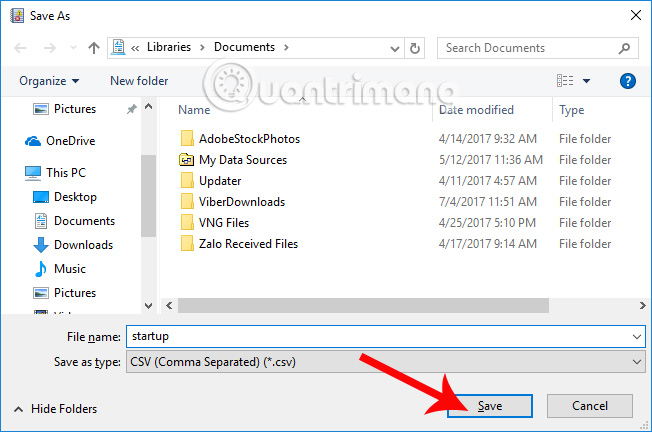 Save As
« Libraries › Documents ›
Search Documents
Organize
New folder
?
Quantrimang
Pictures
OneDrive
This PC
Desktop
Documents
Downloads
Music
Pictures
Name Date modified Type
AdobeStockPhotos 4/14/2017 9:32 AM File folder
My Data Sources 5/12/2017 11:36 AM File folder
Updater 4/11/2017 4:57 AM File folder
ViberDownloads 7/4/2017 11:51 AM File folder
VNG Files 4/25/2017 5:10 PM File folder
Zalo Received Files 4/17/2017 9:14 AM File folder
File name: startup
Save as type: CSV (Comma Separated) (*.csv)
Hide Folders
Save
Cancel